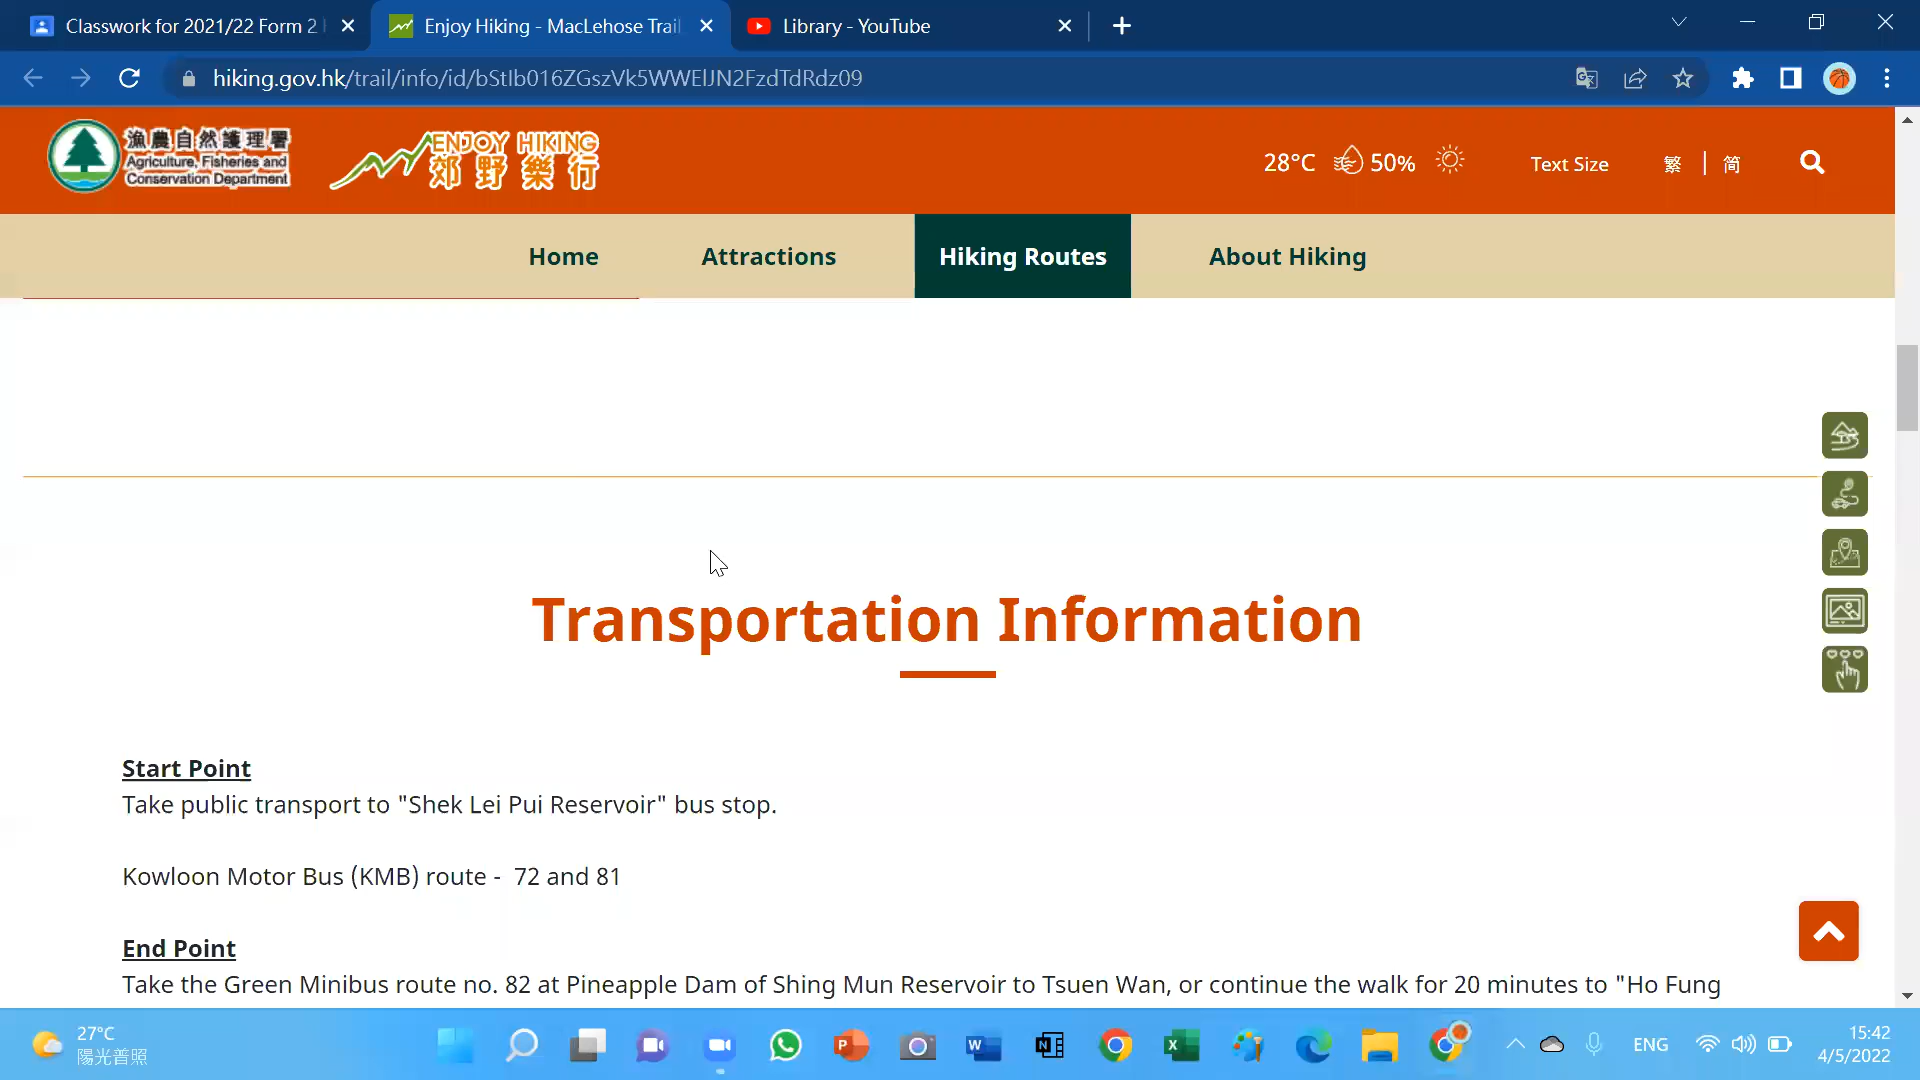 Classwork for 2021/22 Form 2
Enjoy Hiking - MacLehose Trail
Library - YouTube
hiking.gov.hk/trail/info/id/bStIb016ZGszVk5WWElJN2FzdTdRdz09
漁農自然護理署
Agriculture, Fisheries and
Conservation Department
ENJOY HIKING
郊野樂行
28°C 50% Text Size 繁 | 简
Home Attractions Hiking Routes About Hiking
Transportation Information
Start Point
Take public transport to "Shek Lei Pui Reservoir" bus stop.
Kowloon Motor Bus (KMB) route -  72 and 81
End Point
Take the Green Minibus route no. 82 at Pineapple Dam of Shing Mun Reservoir to Tsuen Wan, or continue the walk for 20 minutes to "Ho Fung
27°C
陽光普照
ENG
15:42
4/5/2022